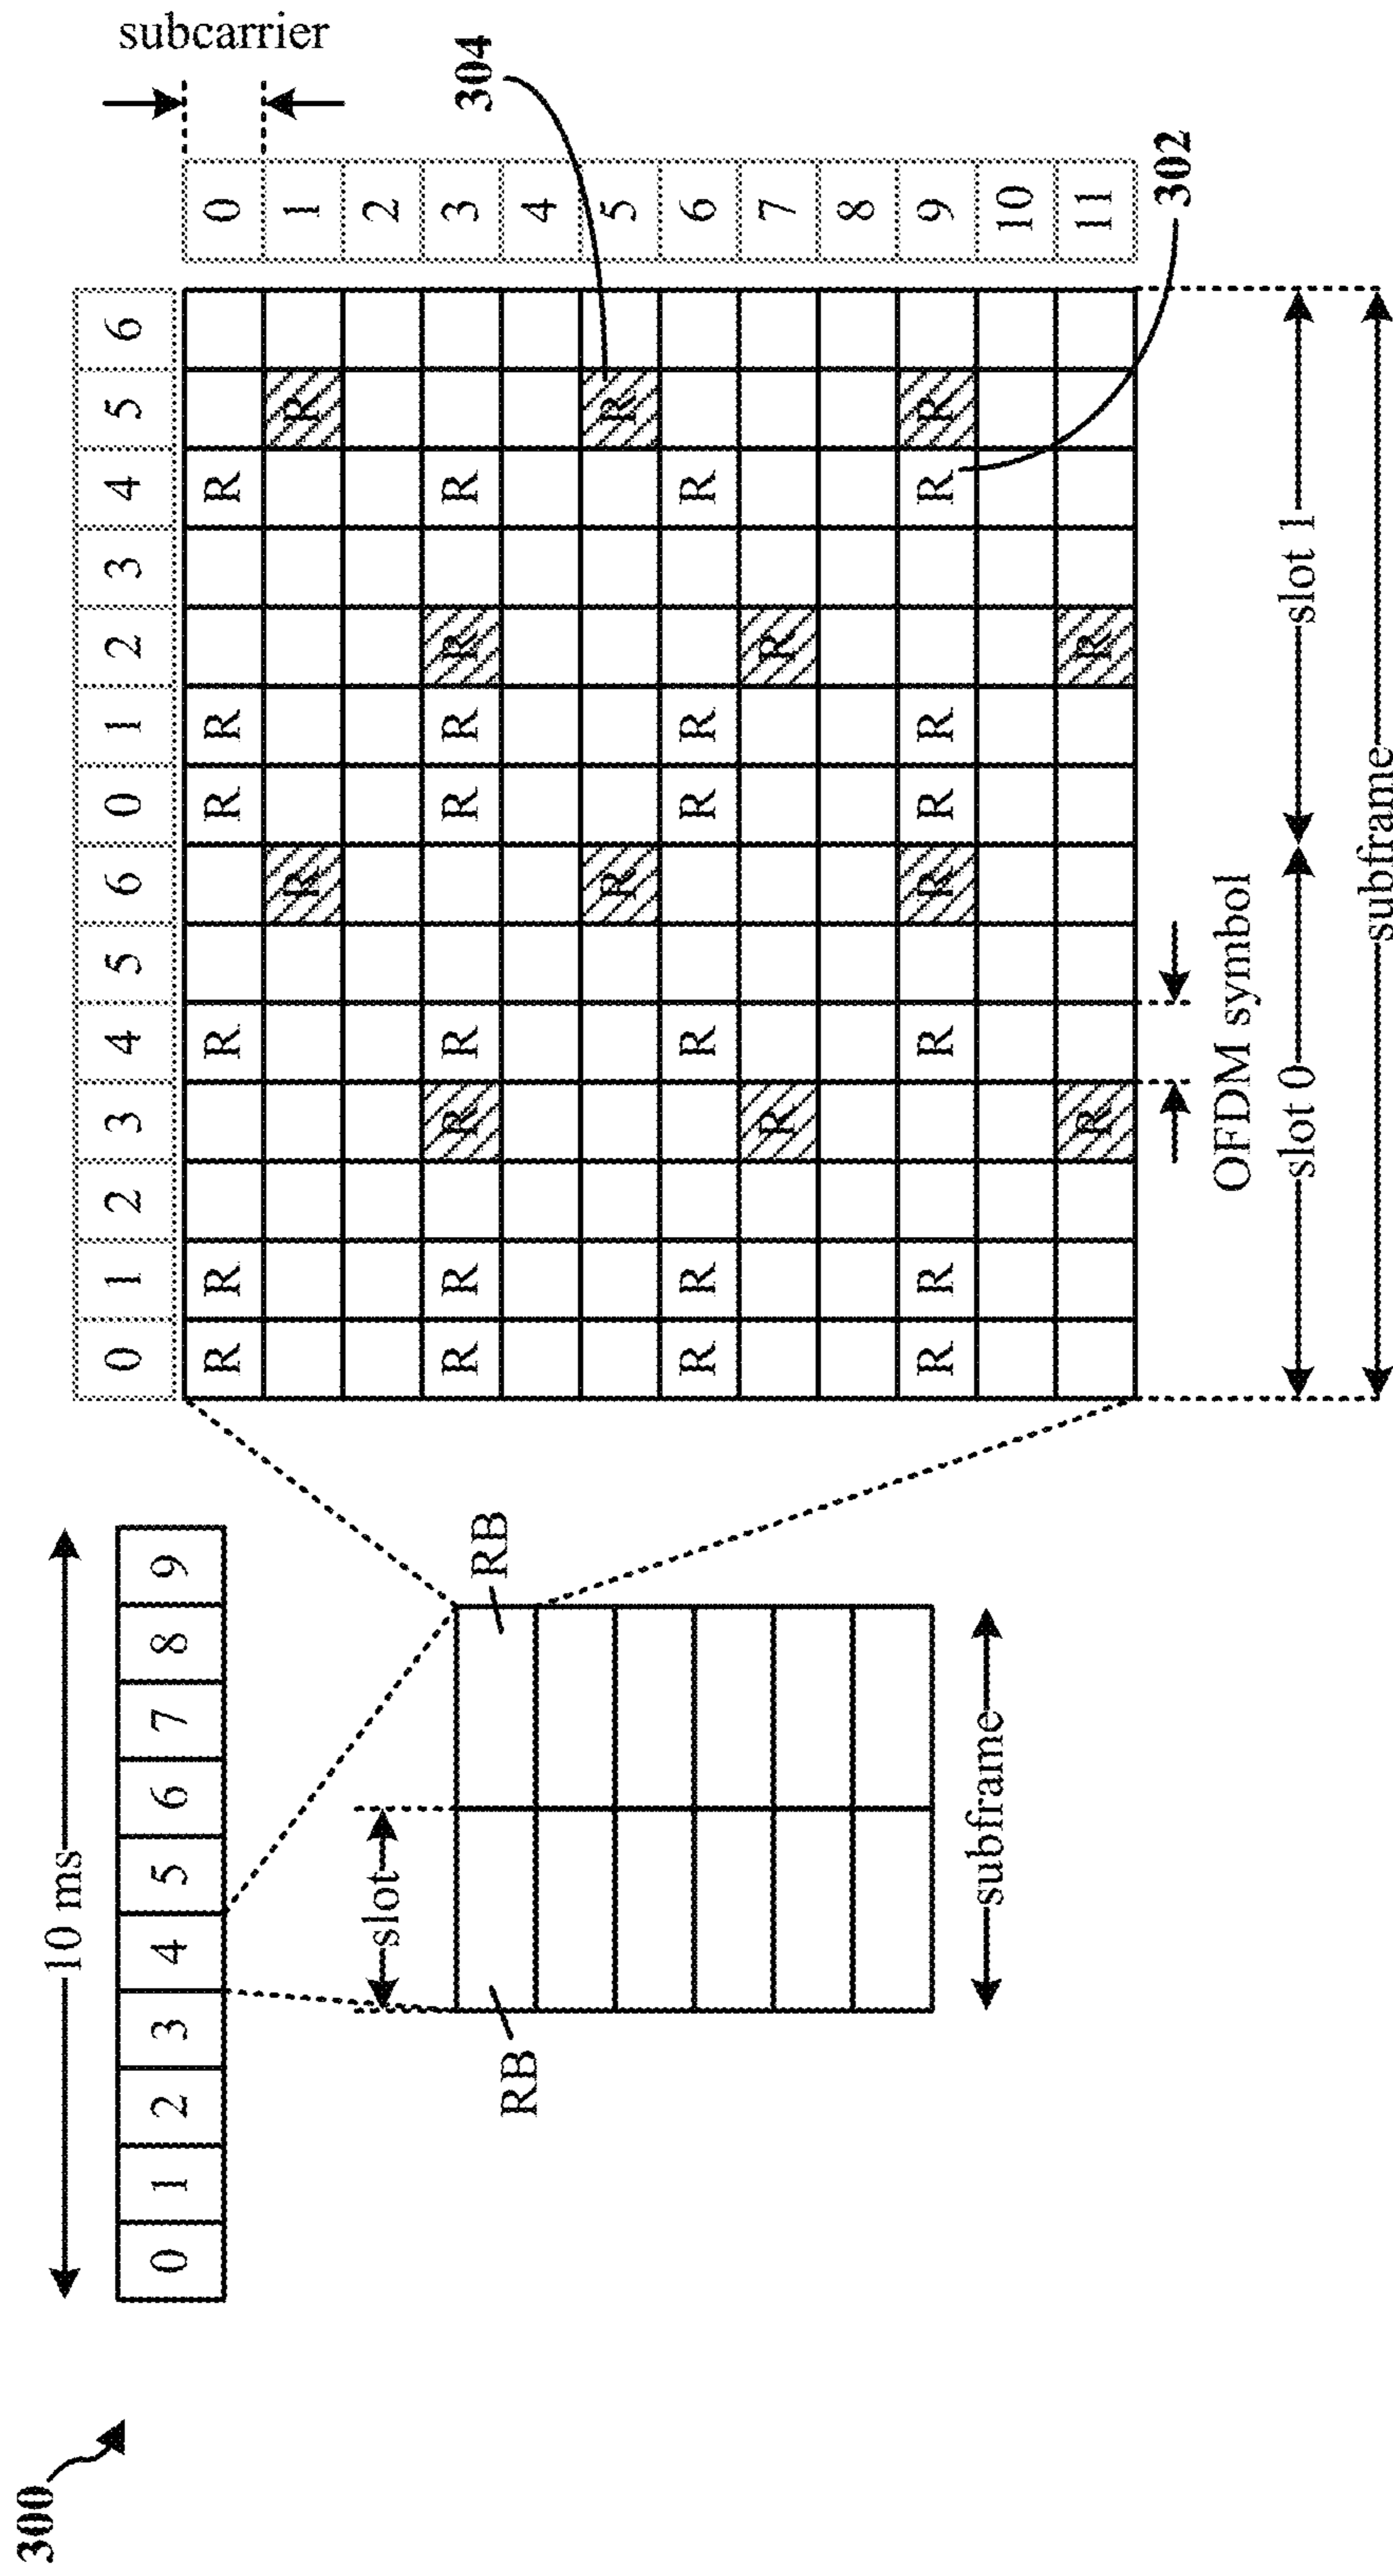 300
10 ms
0 1 2 3 4 5 6 7 8 9
slot
RB
RB
subframe
subcarrier
304
0 1 2 3 4 5 6 0 1 2 3 4 5 6
R R R R R R 0
R R 1
2
R R R R R R R R 3
4
R R 5
R R R R R R 6
R R 7
8
R R R R R R R R 9
10
R R 11
302
OFDM symbol
slot 0 slot 1
subframe